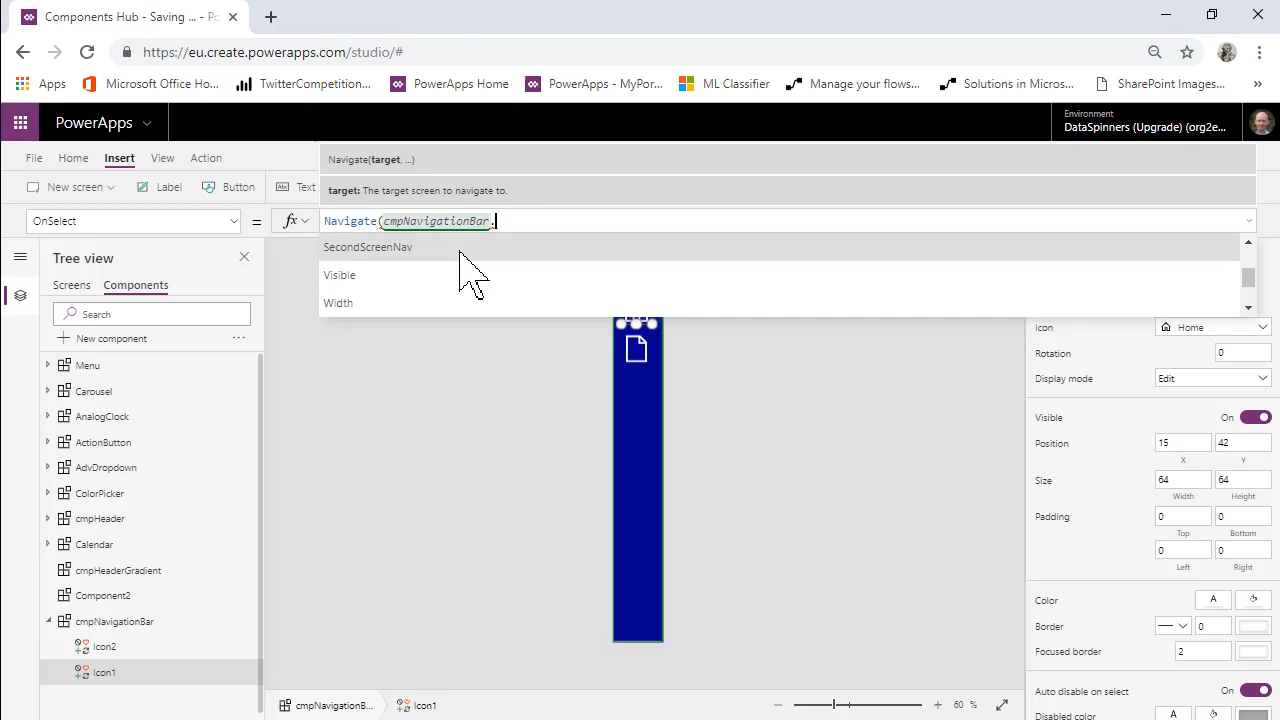 Components Hub - Saving ... - Po
https://eu.create.powerapps.com/studio/#
Apps
Microsoft Office Ho...
TwitterCompetition...
PowerApps Home
PowerApps - MyPor...
ML Classifier
Manage your flows...
Solutions in Micros...
SharePoint Images...
»
PowerApps
Environment
DataSpinners (Upgrade) (org2e...
File
Home
Insert
View
Action
Navigate(target, ...)
New screen
Label
Button
Abc Text
target: The target screen to navigate to.
OnSelect
=
fx
Navigate(cmpNavigationBar.
SecondScreenNav
Visible
Width
Tree view
Screens
Components
Search
New component
...
Menu
Carousel
AnalogClock
ActionButton
AdvDropdown
ColorPicker
cmpHeader
Calendar
cmpHeaderGradient
Component2
cmpNavigationBar
Icon2
Icon1
Icon
Home
Rotation
0
Display mode
Edit
Visible
On
Position
15
42
X
Y
Size
64
64
Width
Height
Padding
0
0
Top
Bottom
0
0
Left
Right
Color
A
Border
0
Focused border
2
Auto disable on select
On
Disabled color
A
cmpNavigationB...
Icon1
60 %